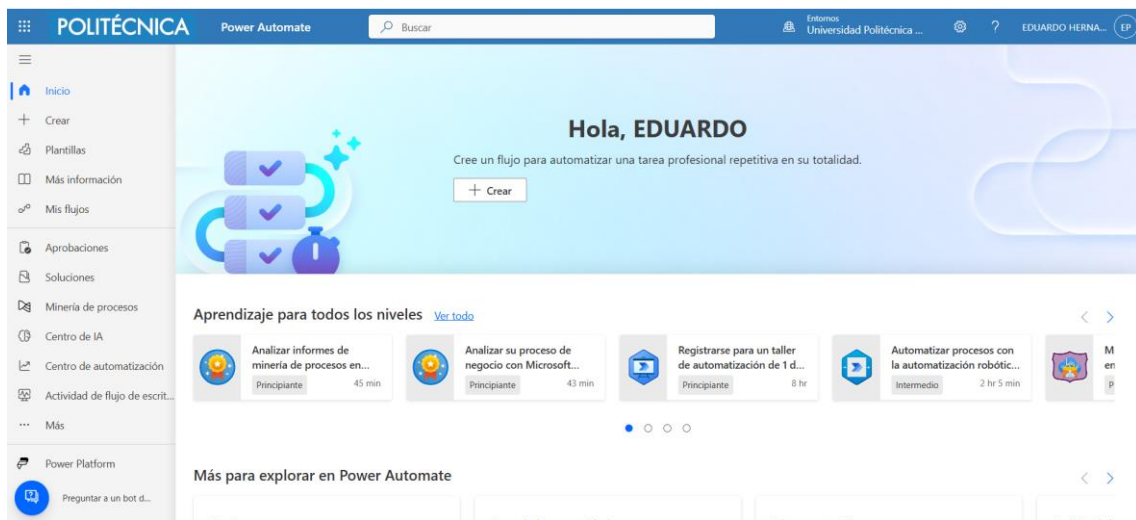 POLITÉCNICA
Power Automate
Buscar
Entornos
Universidad Politécnica ...
?
EDUARDO HERNA...
EP
Inicio
Crear
Plantillas
Más información
Mis flujos
Aprobaciones
Soluciones
Minería de procesos
Centro de IA
Centro de automatización
Actividad de flujo de escrit...
Más
Power Platform
Preguntar a un bot d...
Hola, EDUARDO
Cree un flujo para automatizar una tarea profesional repetitiva en su totalidad.
+ Crear
Aprendizaje para todos los niveles Ver todo
Analizar informes de
minería de procesos en...
Principiante 45 min
Analizar su proceso de
negocio con Microsoft...
Principiante 43 min
Registrarse para un taller
de automatización de 1 d...
Principiante 8 hr
Automatizar procesos con
la automatización robótic...
Intermedio 2 hr 5 min
M
en
P
Más para explorar en Power Automate